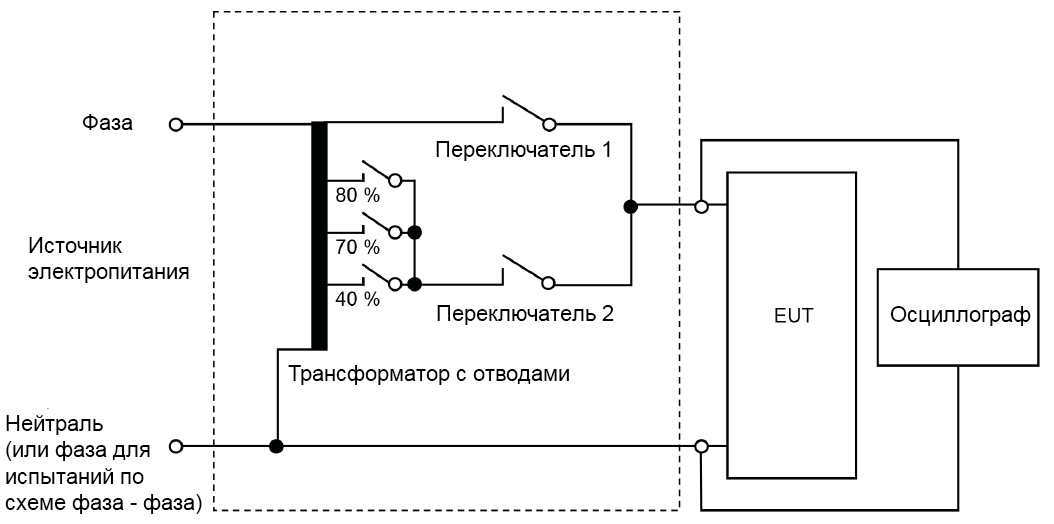 Фаза
Переключатель 1
80 %
70 %
Источник
электропитания
40 %
Переключатель 2
EUT
Осциллограф
Трансформатор с отводами
Нейтраль
(или фаза для
испытаний по
схеме фаза - фаза)